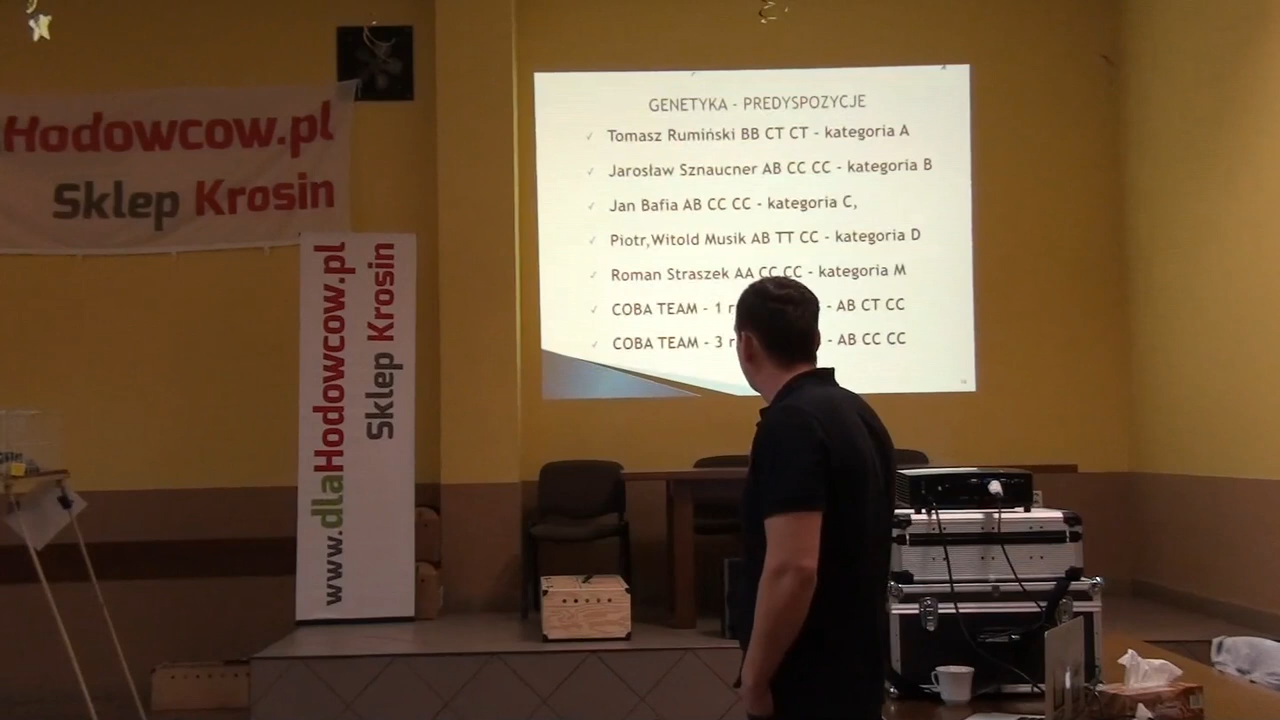 Hodowcow.pl
Sklep Krosin
www.dlaHodowcow.pl
Sklep Krosin
GENETYKA - PREDYSPOZYCJE
✓ Tomasz Rumiński BB CT CT - kategoria A
✓ Jarosław Sznaucner AB CC CC - kategoria B
✓ Jan Bafia AB CC CC - kategoria C,
✓ Piotr,Witold Musik AB TT CC - kategoria D
✓ Roman Straszek AA CC CC - kategoria M
✓ COBA TEAM - 1 - AB CT CC
✓ COBA TEAM - 3 - AB CC CC